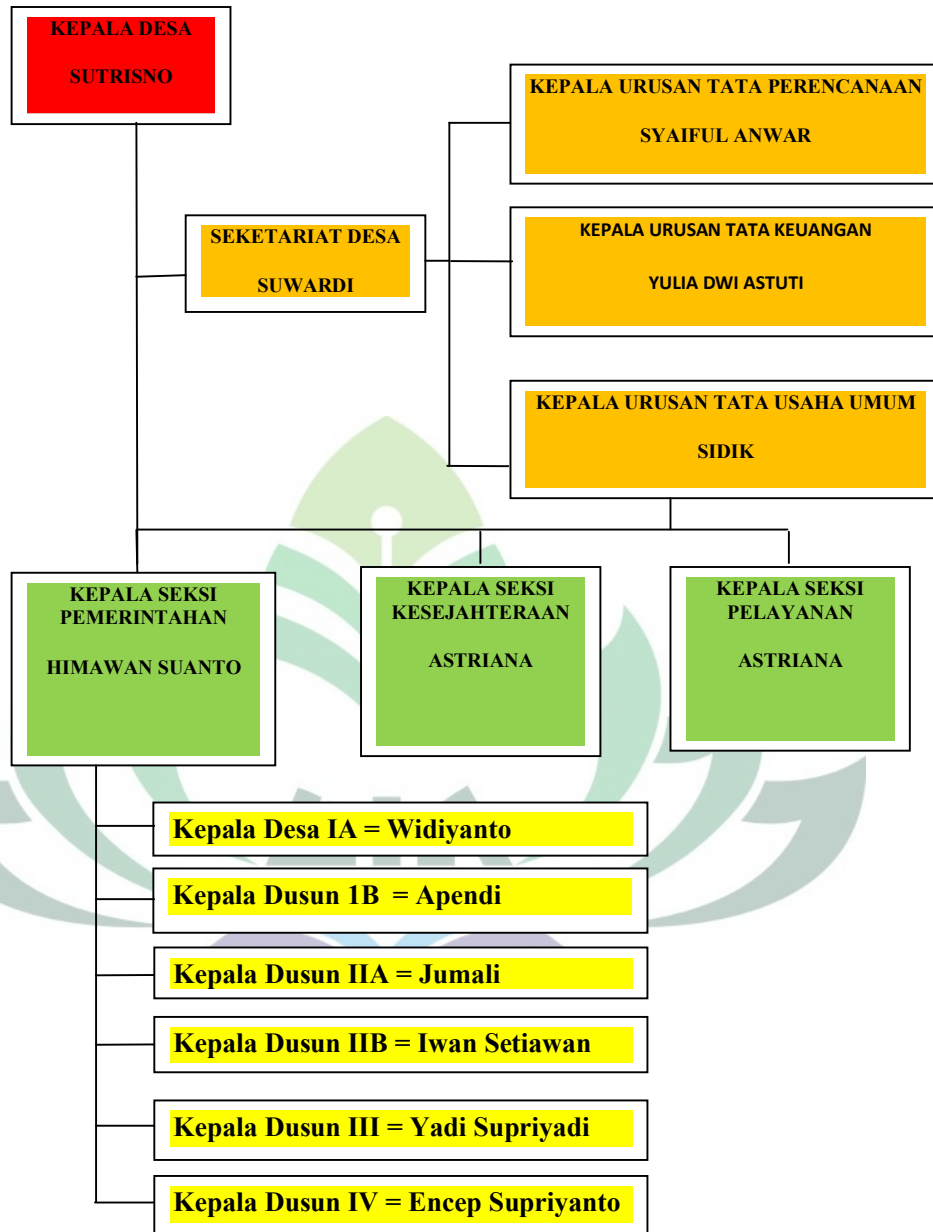 KEPALA DESA
SUTRISNO
KEPALA URUSAN TATA PERENCANAAN
SYAIFUL ANWAR
SEKETARIAT DESA
SUWARDI
KEPALA URUSAN TATA KEUANGAN
YULIA DWI ASTUTI
KEPALA URUSAN TATA USAHA UMUM
SIDIK
KEPALA SEKSI
PEMERINTAHAN
HIMAWAN SUANTO
KEPALA SEKSI
KESEJAHTERAAN
ASTRIANA
KEPALA SEKSI
PELAYANAN
ASTRIANA
Kepala Desa IA = Widiyanto
Kepala Dusun 1B = Apendi
Kepala Dusun IIA = Jumali
Kepala Dusun IIB = Iwan Setiawan
Kepala Dusun III = Yadi Supriyadi
Kepala Dusun IV = Encep Supriyanto